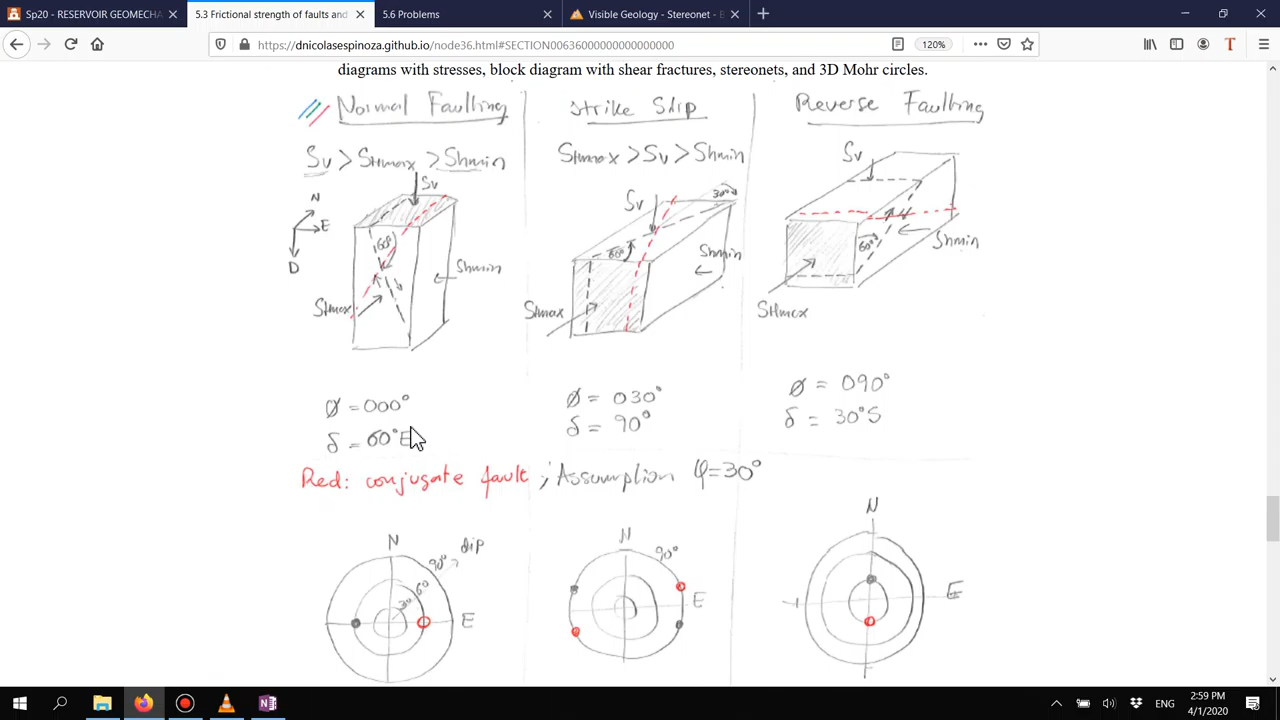 Sp20 - RESERVOIR GEOMECHA
5.3 Frictional strength of faults and
5.6 Problems
Visible Geology - Stereonet - B
https://dnicolasespinoza.github.io/node36.html#SECTION00636000000000000000
120%
diagrams with stresses, block diagram with shear fractures, stereonets, and 3D Mohr circles.
Normal Faulting
Strike Slip
Reverse Faulting
Sv > SHmax > Shmin
SHmax > Sv > Shmin
Sv
N
E
D
60°
Shmin
SHmax
Sv
30°
60°
Shmin
SHmax
Sv
60°
Shmin
SHmax
ø = 000°
δ = 60°E
ø = 030°
δ = 90°
ø = 090°
δ = 30°S
Red: conjugate fault ; Assumption φ=30°
N
dip
90°
60
30
E
N
90°
E
N
E
ENG
2:59 PM
4/1/2020